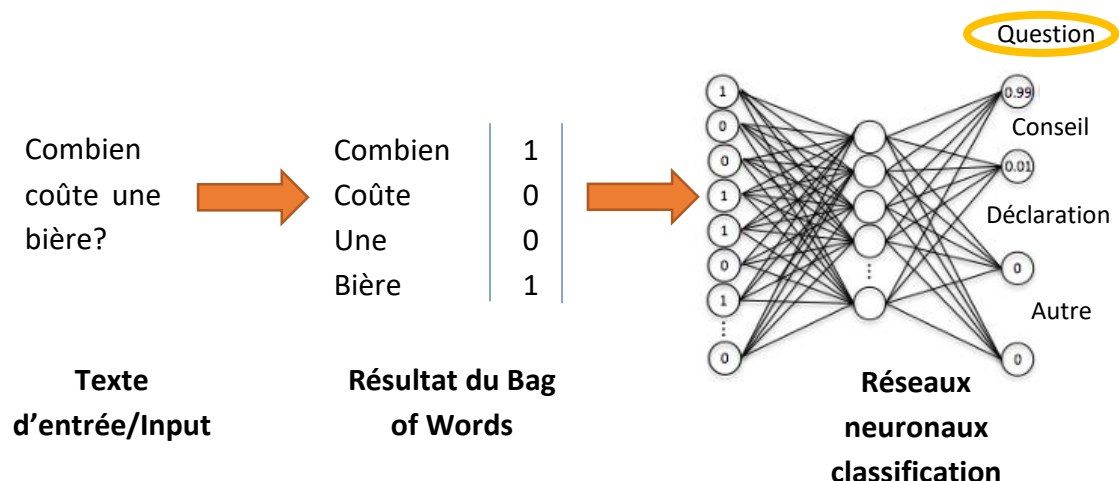 Question
Combien
coûte une
bière?
Combien 1
Coûte 0
Une 0
Bière 1
1
0
0
1
1
0
1
0
0.99
Conseil
0.01
Déclaration
0
Autre
0
Texte
d'entrée/Input
Résultat du Bag
of Words
Réseaux
neuronaux
classification